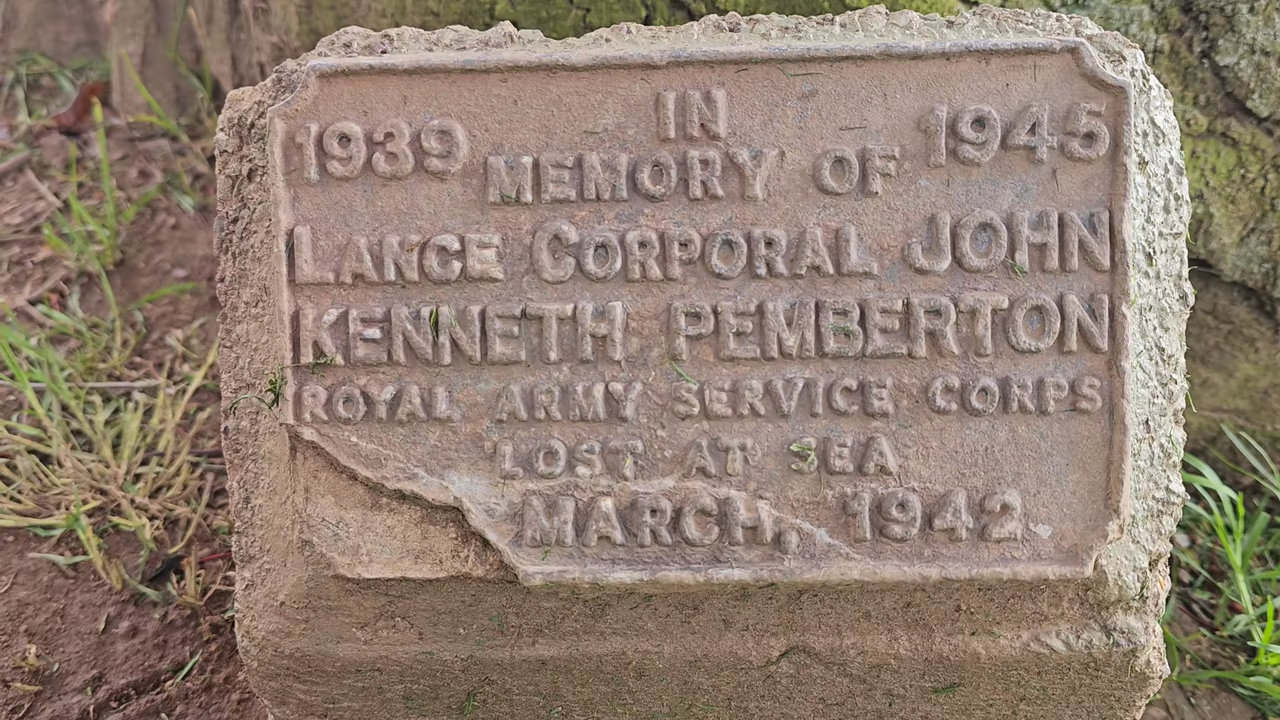 IN
1939 MEMORY OF 1945
LANCE CORPORAL JOHN
KENNETH PEMBERTON
ROYAL ARMY SERVICE CORPS
LOST AT SEA
MARCH, 1942